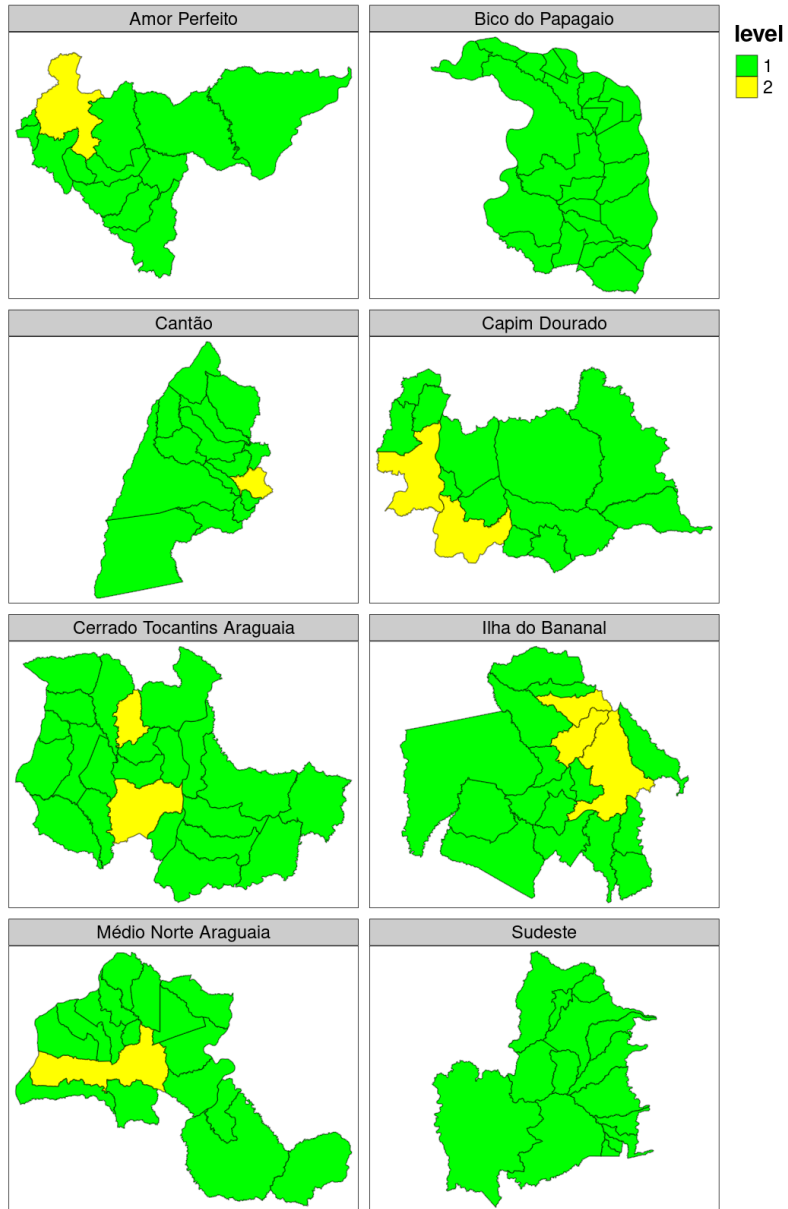 Amor Perfeito
Bico do Papagaio
level
1
2
Cantão
Capim Dourado
Cerrado Tocantins Araguaia
Ilha do Bananal
Médio Norte Araguaia
Sudeste